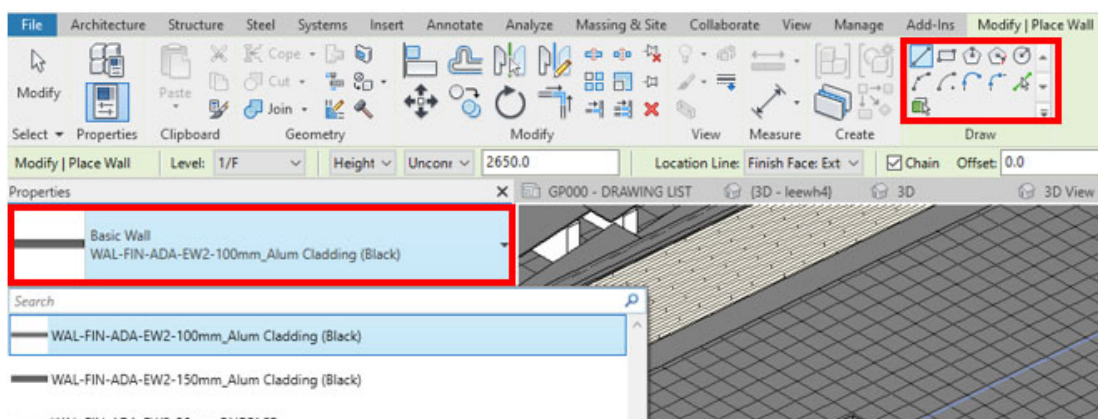 File Architecture Structure Steel Systems Insert Annotate Analyze Massing & Site Collaborate View Manage Add-Ins Modify | Place Wall
Cope
Cut
Modify Paste Join
Select Properties Clipboard Geometry Modify View Measure Create Draw
Modify | Place Wall Level: 1/F Height Unconr 2650.0 Location Line: Finish Face: Ext Chain Offset: 0.0
Properties GP000 - DRAWING LIST {3D - leewh4} 3D 3D View
Basic Wall
WAL-FIN-ADA-EW2-100mm_Alum Cladding (Black)
Search
WAL-FIN-ADA-EW2-100mm_Alum Cladding (Black)
WAL-FIN-ADA-EW2-150mm_Alum Cladding (Black)